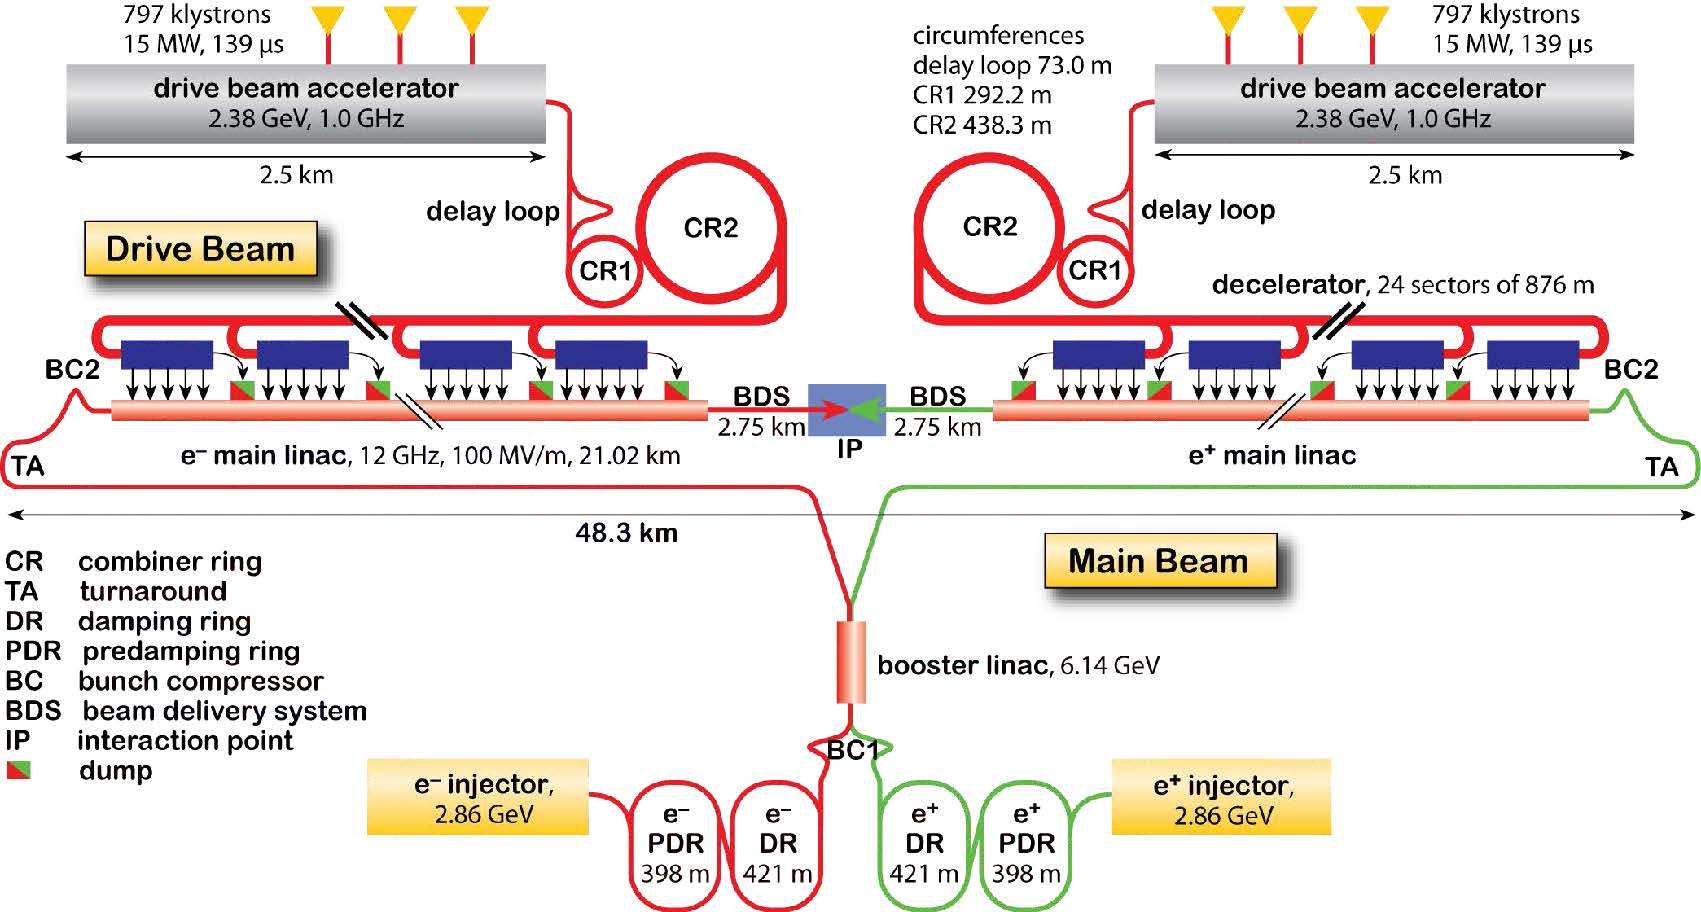 797 klystrons
15 MW, 139 µs
drive beam accelerator
2.38 GeV, 1.0 GHz
2.5 km
delay loop
CR1
CR2
Drive Beam
circumferences
delay loop 73.0 m
CR1 292.2 m
CR2 438.3 m
797 klystrons
15 MW, 139 µs
drive beam accelerator
2.38 GeV, 1.0 GHz
2.5 km
CR2
CR1
delay loop
decelerator, 24 sectors of 876 m
BC2
TA
e– main linac, 12 GHz, 100 MV/m, 21.02 km
BDS
2.75 km
IP
BDS
2.75 km
e+ main linac
BC2
TA
48.3 km
Main Beam
CR combiner ring
TA turnaround
DR damping ring
PDR predamping ring
BC bunch compressor
BDS beam delivery system
IP interaction point
dump
booster linac, 6.14 GeV
BC1
e– injector,
2.86 GeV
e–
PDR
398 m
e–
DR
421 m
e+
DR
421 m
e+
PDR
398 m
e+ injector,
2.86 GeV